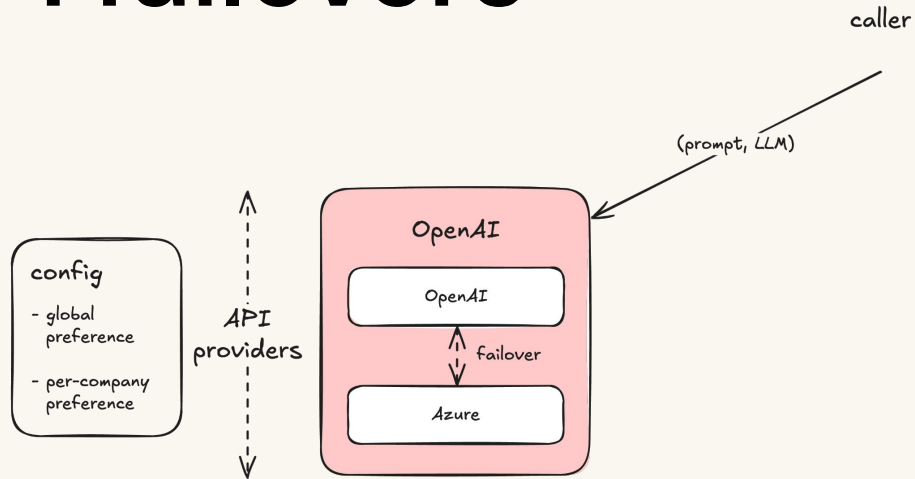 caller
(prompt, LLM)
OpenAI
config
OpenAI
- global
preference
API
providers
failover
- per-company
preference
Azure